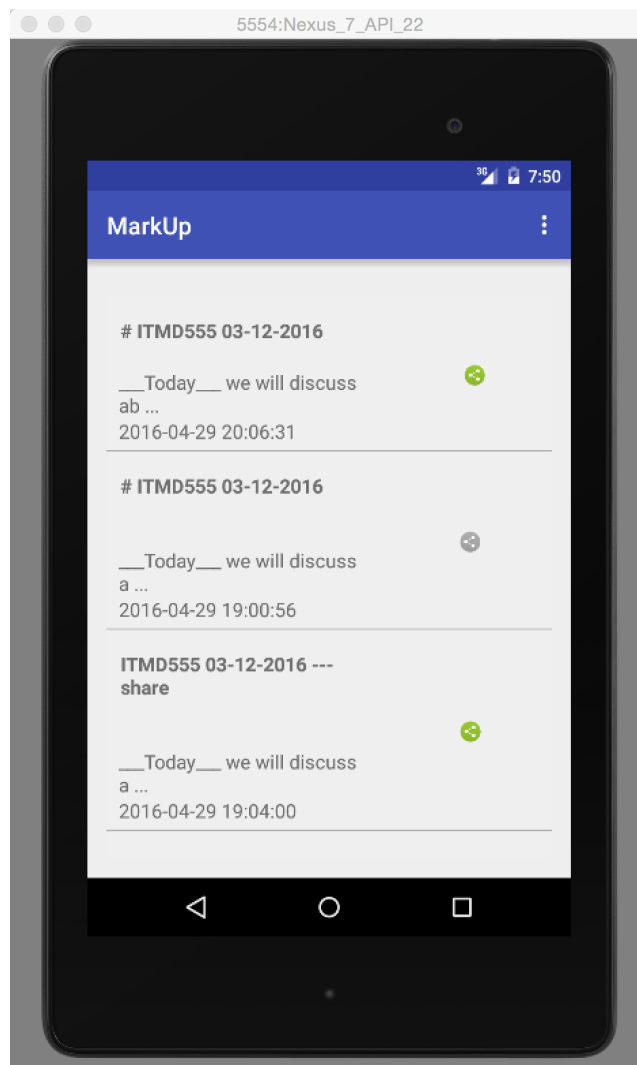 5554:Nexus_7_API_22
3G 7:50
MarkUp
# ITMD555 03-12-2016
___Today___ we will discuss
ab ...
2016-04-29 20:06:31
# ITMD555 03-12-2016
___Today___ we will discuss
a ...
2016-04-29 19:00:56
ITMD555 03-12-2016 ---
share
___Today___ we will discuss
a ...
2016-04-29 19:04:00